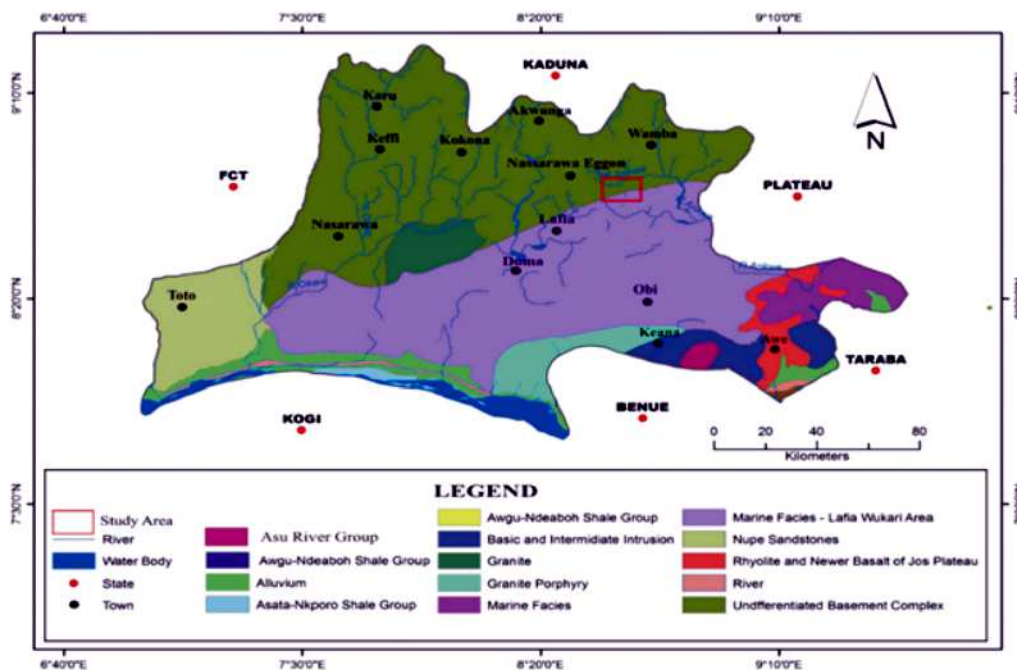 6°40'0"E 7°30'0"E 8°20'0"E 9°10'0"E
9°10'0"N
KADUNA
Karu
Akwanga
Wamba
N
Keffi
Kokona
Nassarawa Eggon
FCT
PLATEAU
Nasarawa
Lafia
Doma
Toto
Obi
8°20'0"N
Keana
Awe
TARABA
KOGI
BENUE
0 20 40 60 80
Kilometers
LEGEND
7°30'0"N
Study Area
River
Water Body
State
Town
Asu River Group
Awgu-Ndeaboh Shale Group
Alluvium
Asata-Nkporo Shale Group
Awgu-Ndeaboh Shale Group
Basic and Intermidiate Intrusion
Granite
Granite Porphyry
Marine Facies
Marine Facies - Lafia Wukari Area
Nupe Sandstones
Rhyolite and Newer Basalt of Jos Plateau
River
Undfferentiated Basement Complex
6°40'0"E 7°30'0"E 8°20'0"E 9°10'0"E